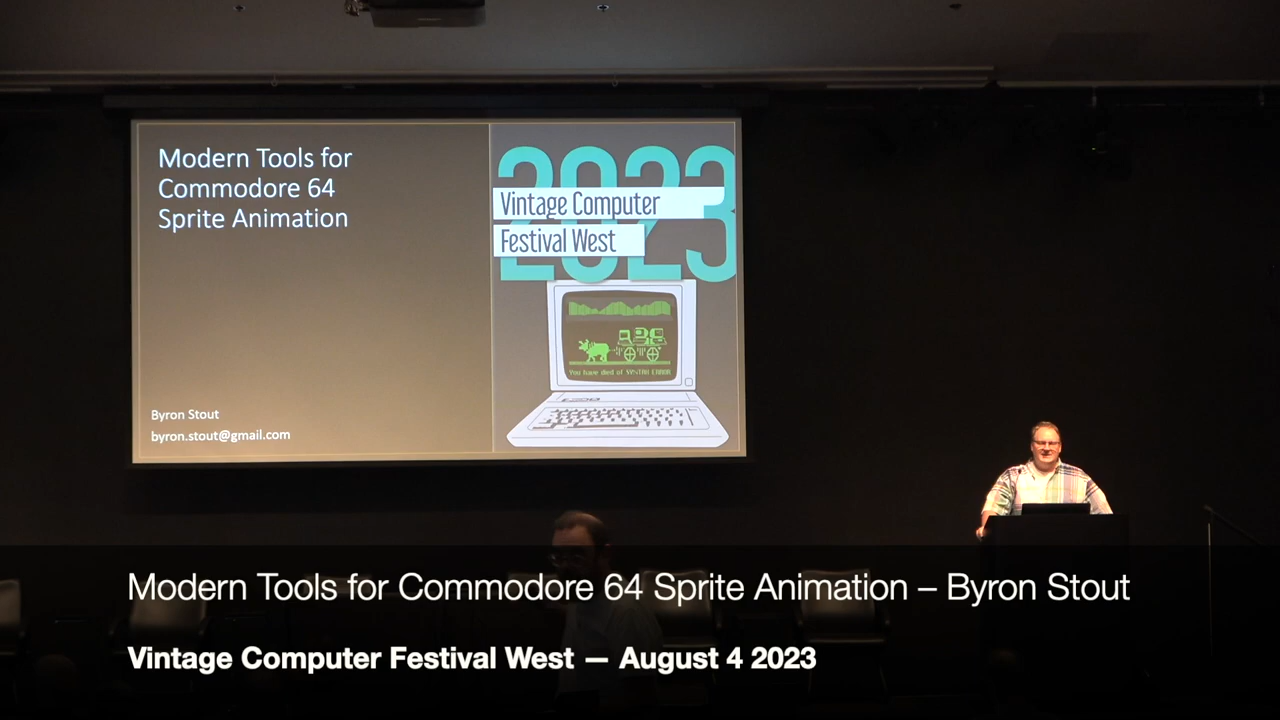 Modern Tools for
Commodore 64
Sprite Animation
Byron Stout
byron.stout@gmail.com
2023
Vintage Computer
Festival West
You have died of
Modern Tools for Commodore 64 Sprite Animation – Byron Stout
Vintage Computer Festival West — August 4 2023